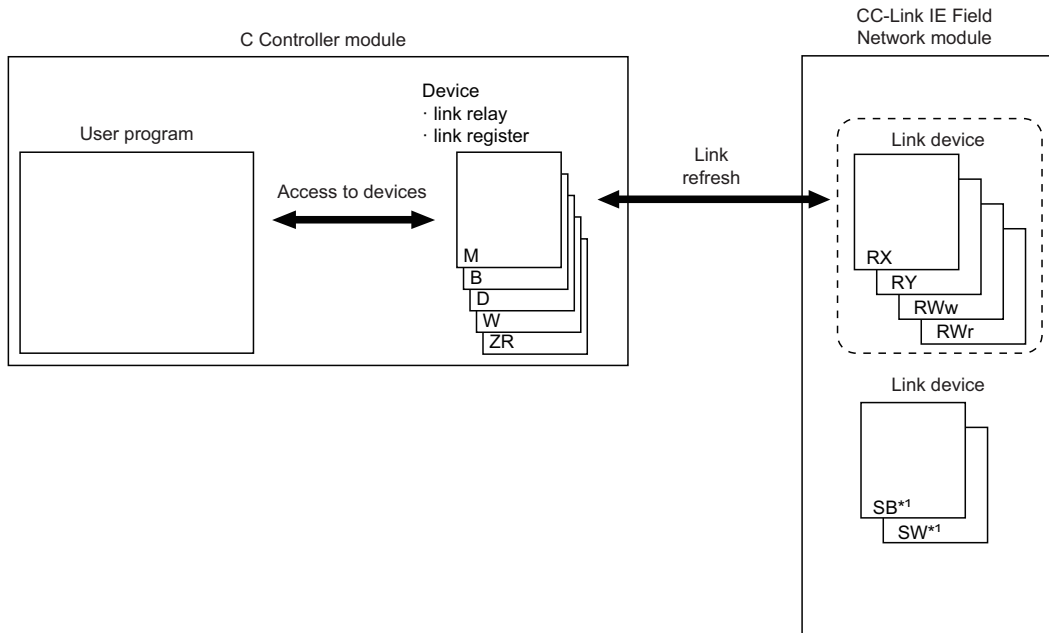 C Controller module
User program
Access to devices
Device
· link relay
· link register
M
B
D
W
ZR
Link
refresh
CC-Link IE Field
Network module
Link device
RX
RY
RWw
RWr
Link device
SB*¹
SW*¹